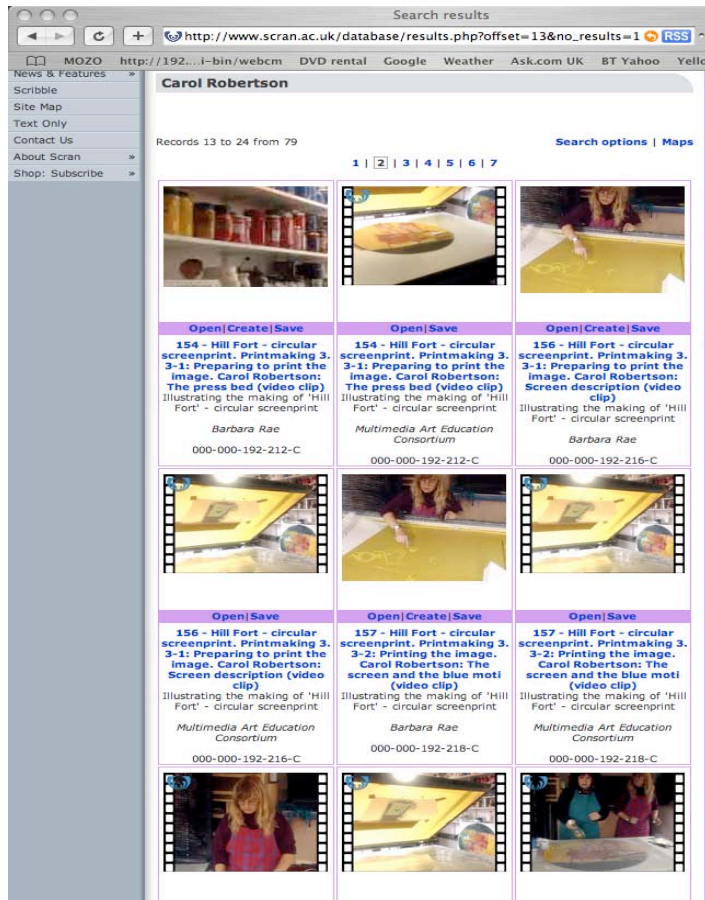 Search results
http://www.scran.ac.uk/database/results.php?offset=13&no_results=1 RSS
MOZO http://192....i-bin/webcm DVD rental Google Weather Ask.com UK BT Yahoo
News & Features »
Scribble
Site Map
Text Only
Contact Us
About Scran »
Shop: Subscribe »
Carol Robertson
Records 13 to 24 from 79
Search options | Maps
1 | 2 | 3 | 4 | 5 | 6 | 7
Open|Create|Save
154 - Hill Fort - circular
screenprint. Printmaking 3.
3-1: Preparing to print the
image. Carol Robertson:
The press bed (video clip)
Illustrating the making of 'Hill
Fort' - circular screenprint
Barbara Rae
000-000-192-212-C
Open|Save
154 - Hill Fort - circular
screenprint. Printmaking 3.
3-1: Preparing to print the
image. Carol Robertson:
The press bed (video clip)
Illustrating the making of 'Hill
Fort' - circular screenprint
Multimedia Art Education
Consortium
000-000-192-212-C
Open|Create|Save
156 - Hill Fort - circular
screenprint. Printmaking 3.
3-1: Preparing to print the
image. Carol Robertson:
Screen description (video
clip)
Illustrating the making of 'Hill
Fort' - circular screenprint
Barbara Rae
000-000-192-216-C
Open|Save
156 - Hill Fort - circular
screenprint. Printmaking 3.
3-1: Preparing to print the
image. Carol Robertson:
Screen description (video
clip)
Illustrating the making of 'Hill
Fort' - circular screenprint
Multimedia Art Education
Consortium
000-000-192-216-C
Open|Create|Save
157 - Hill Fort - circular
screenprint. Printmaking 3.
3-2: Printing the image.
Carol Robertson: The
screen and the blue moti
(video clip)
Illustrating the making of 'Hill
Fort' - circular screenprint
Barbara Rae
000-000-192-218-C
Open|Save
157 - Hill Fort - circular
screenprint. Printmaking 3.
3-2: Printing the image.
Carol Robertson: The
screen and the blue moti
(video clip)
Illustrating the making of 'Hill
Fort' - circular screenprint
Multimedia Art Education
Consortium
000-000-192-218-C